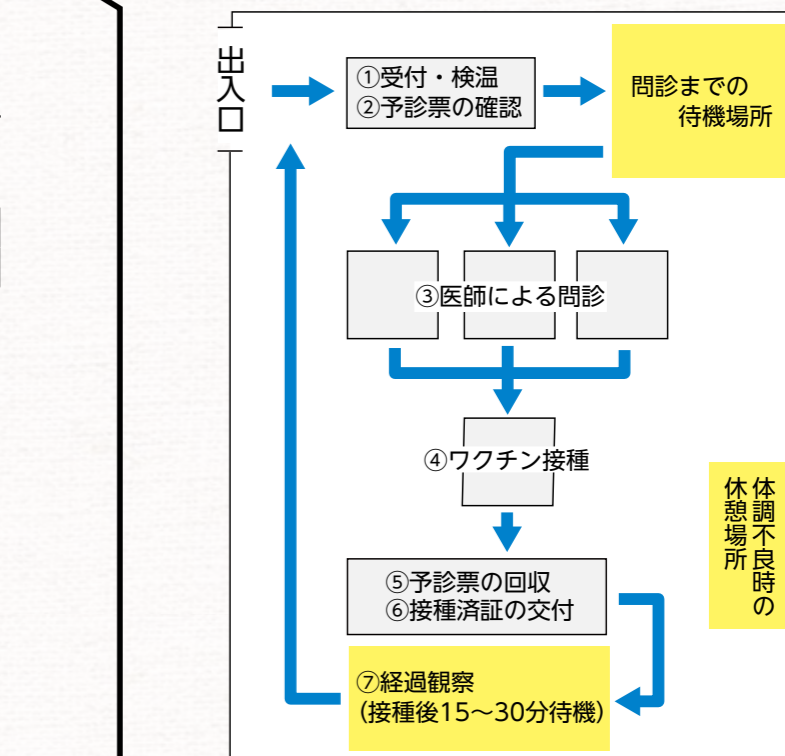 出入口
①受付・検温
②予診票の確認
問診までの
待機場所
③医師による問診
④ワクチン接種
体調不良時の
休憩場所
⑤予診票の回収
⑥接種済証の交付
⑦経過観察
(接種後15～30分待機)